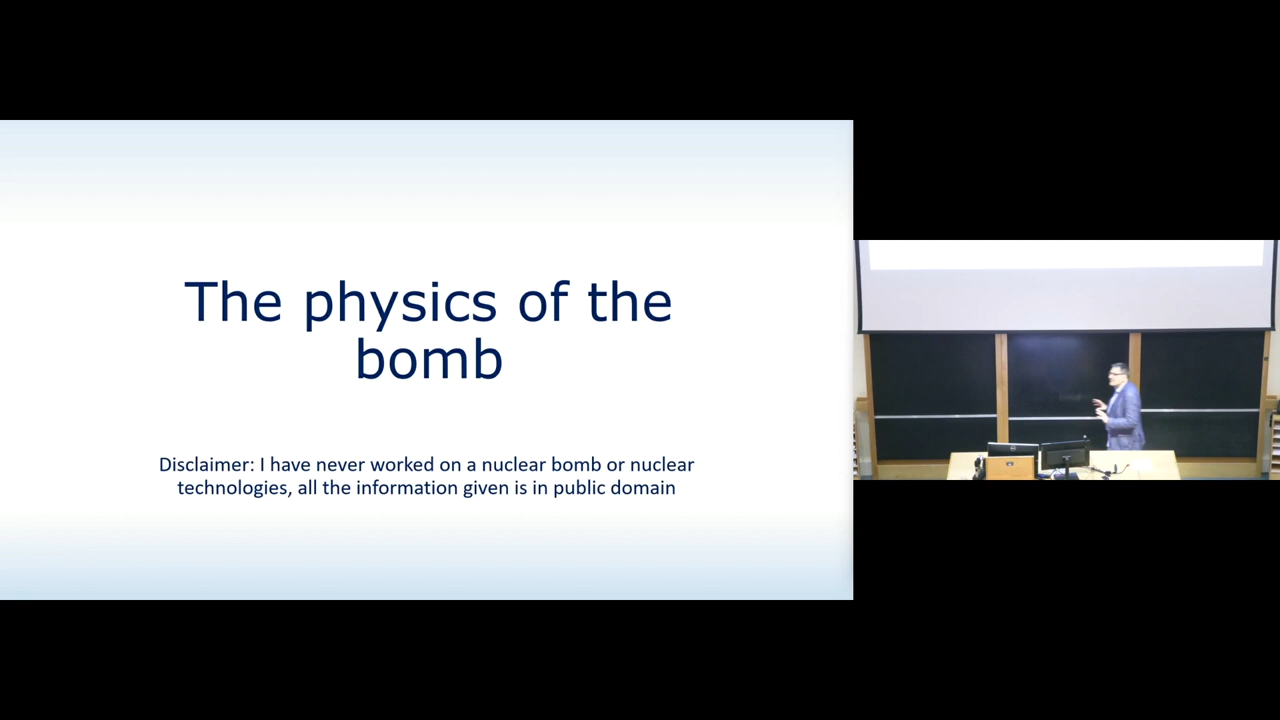 The physics of the
bomb
Disclaimer: I have never worked on a nuclear bomb or nuclear
technologies, all the information given is in public domain